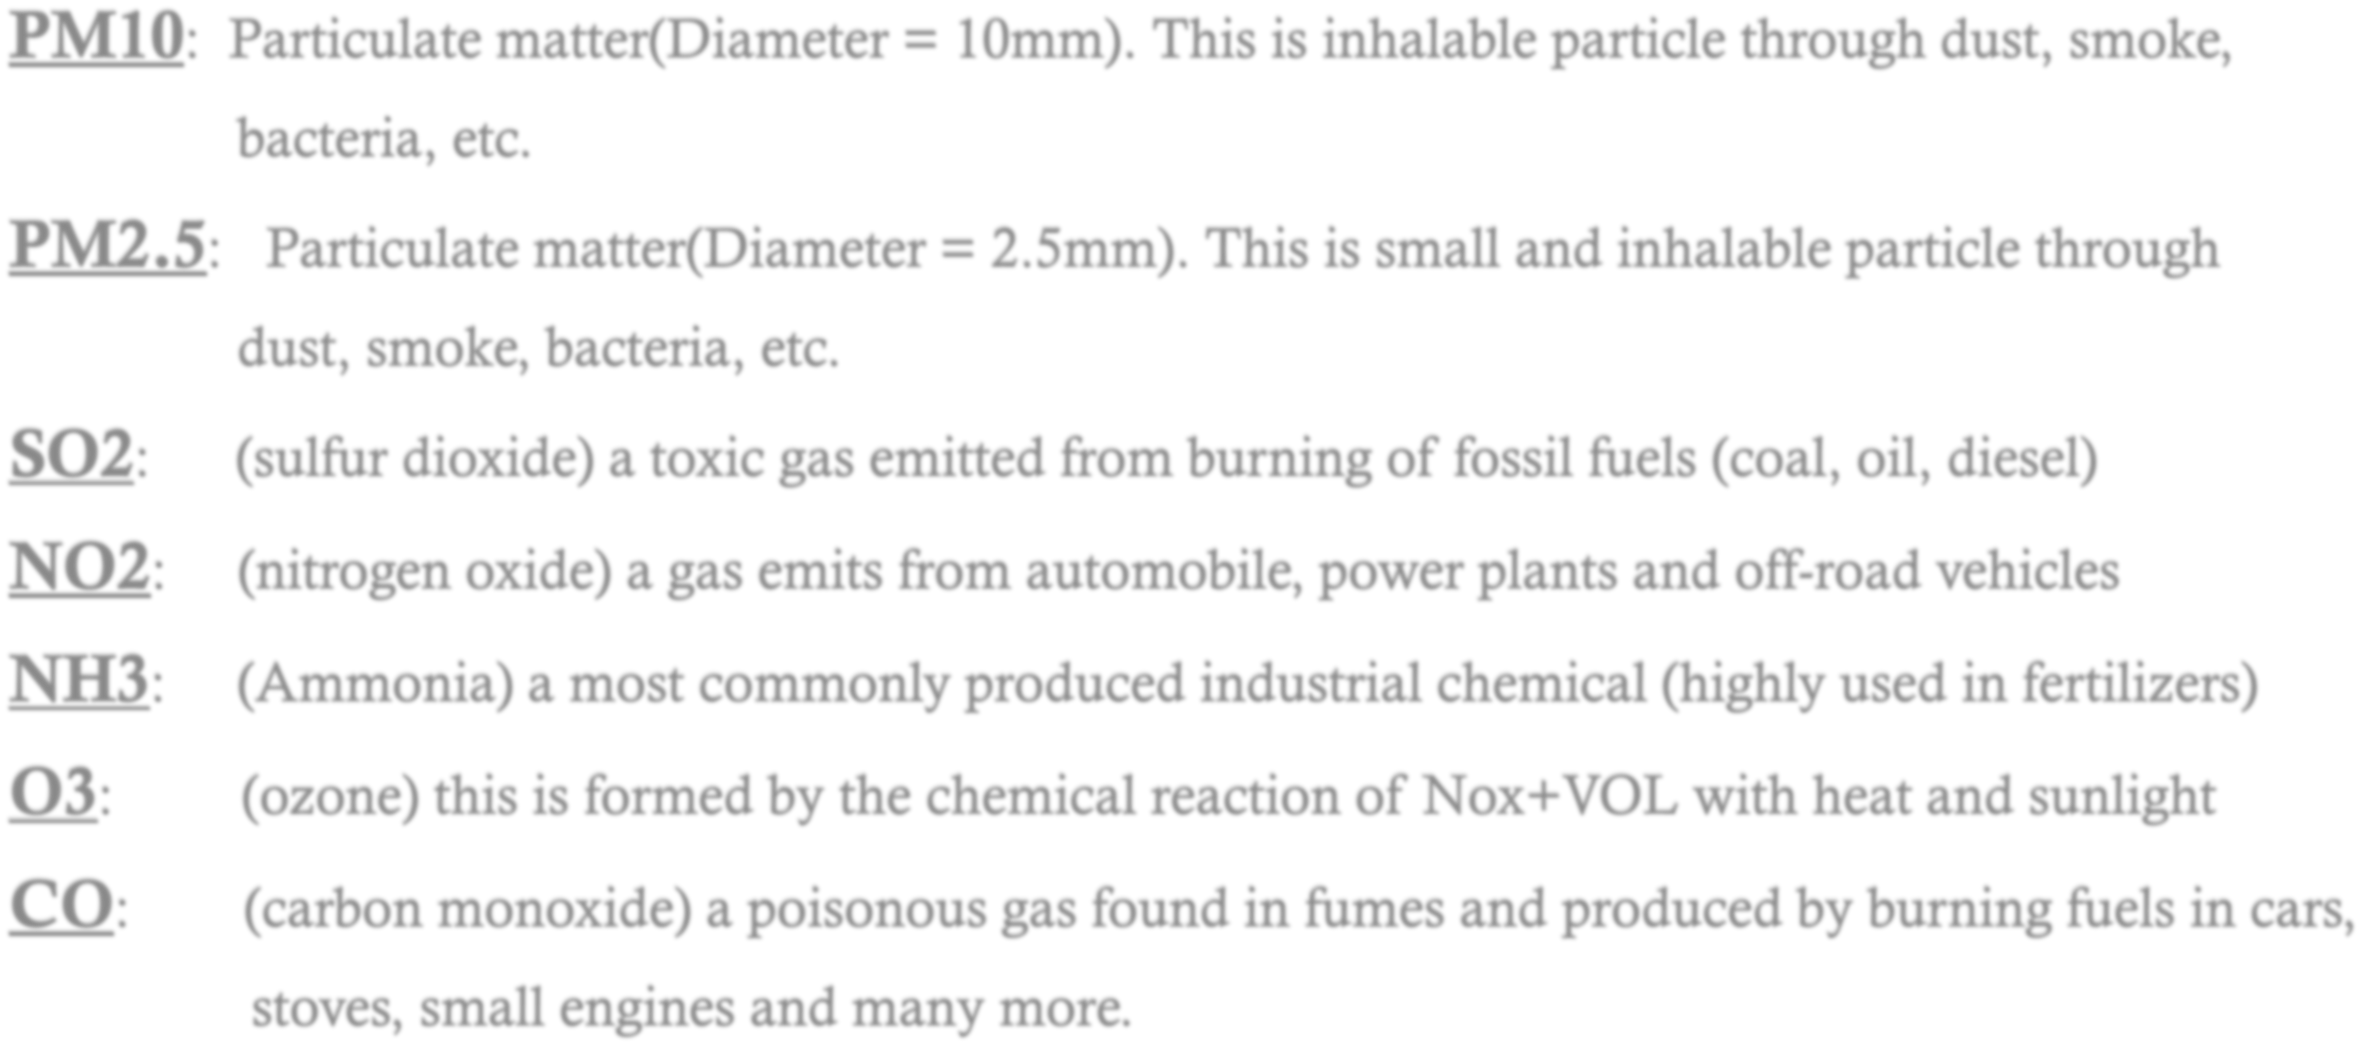 PM10: Particulate matter(Diameter = 10mm). This is inhalable particle through dust, smoke,
bacteria, etc.
PM2.5: Particulate matter(Diameter = 2.5mm). This is small and inhalable particle through
dust, smoke, bacteria, etc.
SO2: (sulfur dioxide) a toxic gas emitted from burning of fossil fuels (coal, oil, diesel)
NO2: (nitrogen oxide) a gas emits from automobile, power plants and off-road vehicles
NH3: (Ammonia) a most commonly produced industrial chemical (highly used in fertilizers)
O3: (ozone) this is formed by the chemical reaction of Nox+VOL with heat and sunlight
CO: (carbon monoxide) a poisonous gas found in fumes and produced by burning fuels in cars,
stoves, small engines and many more.